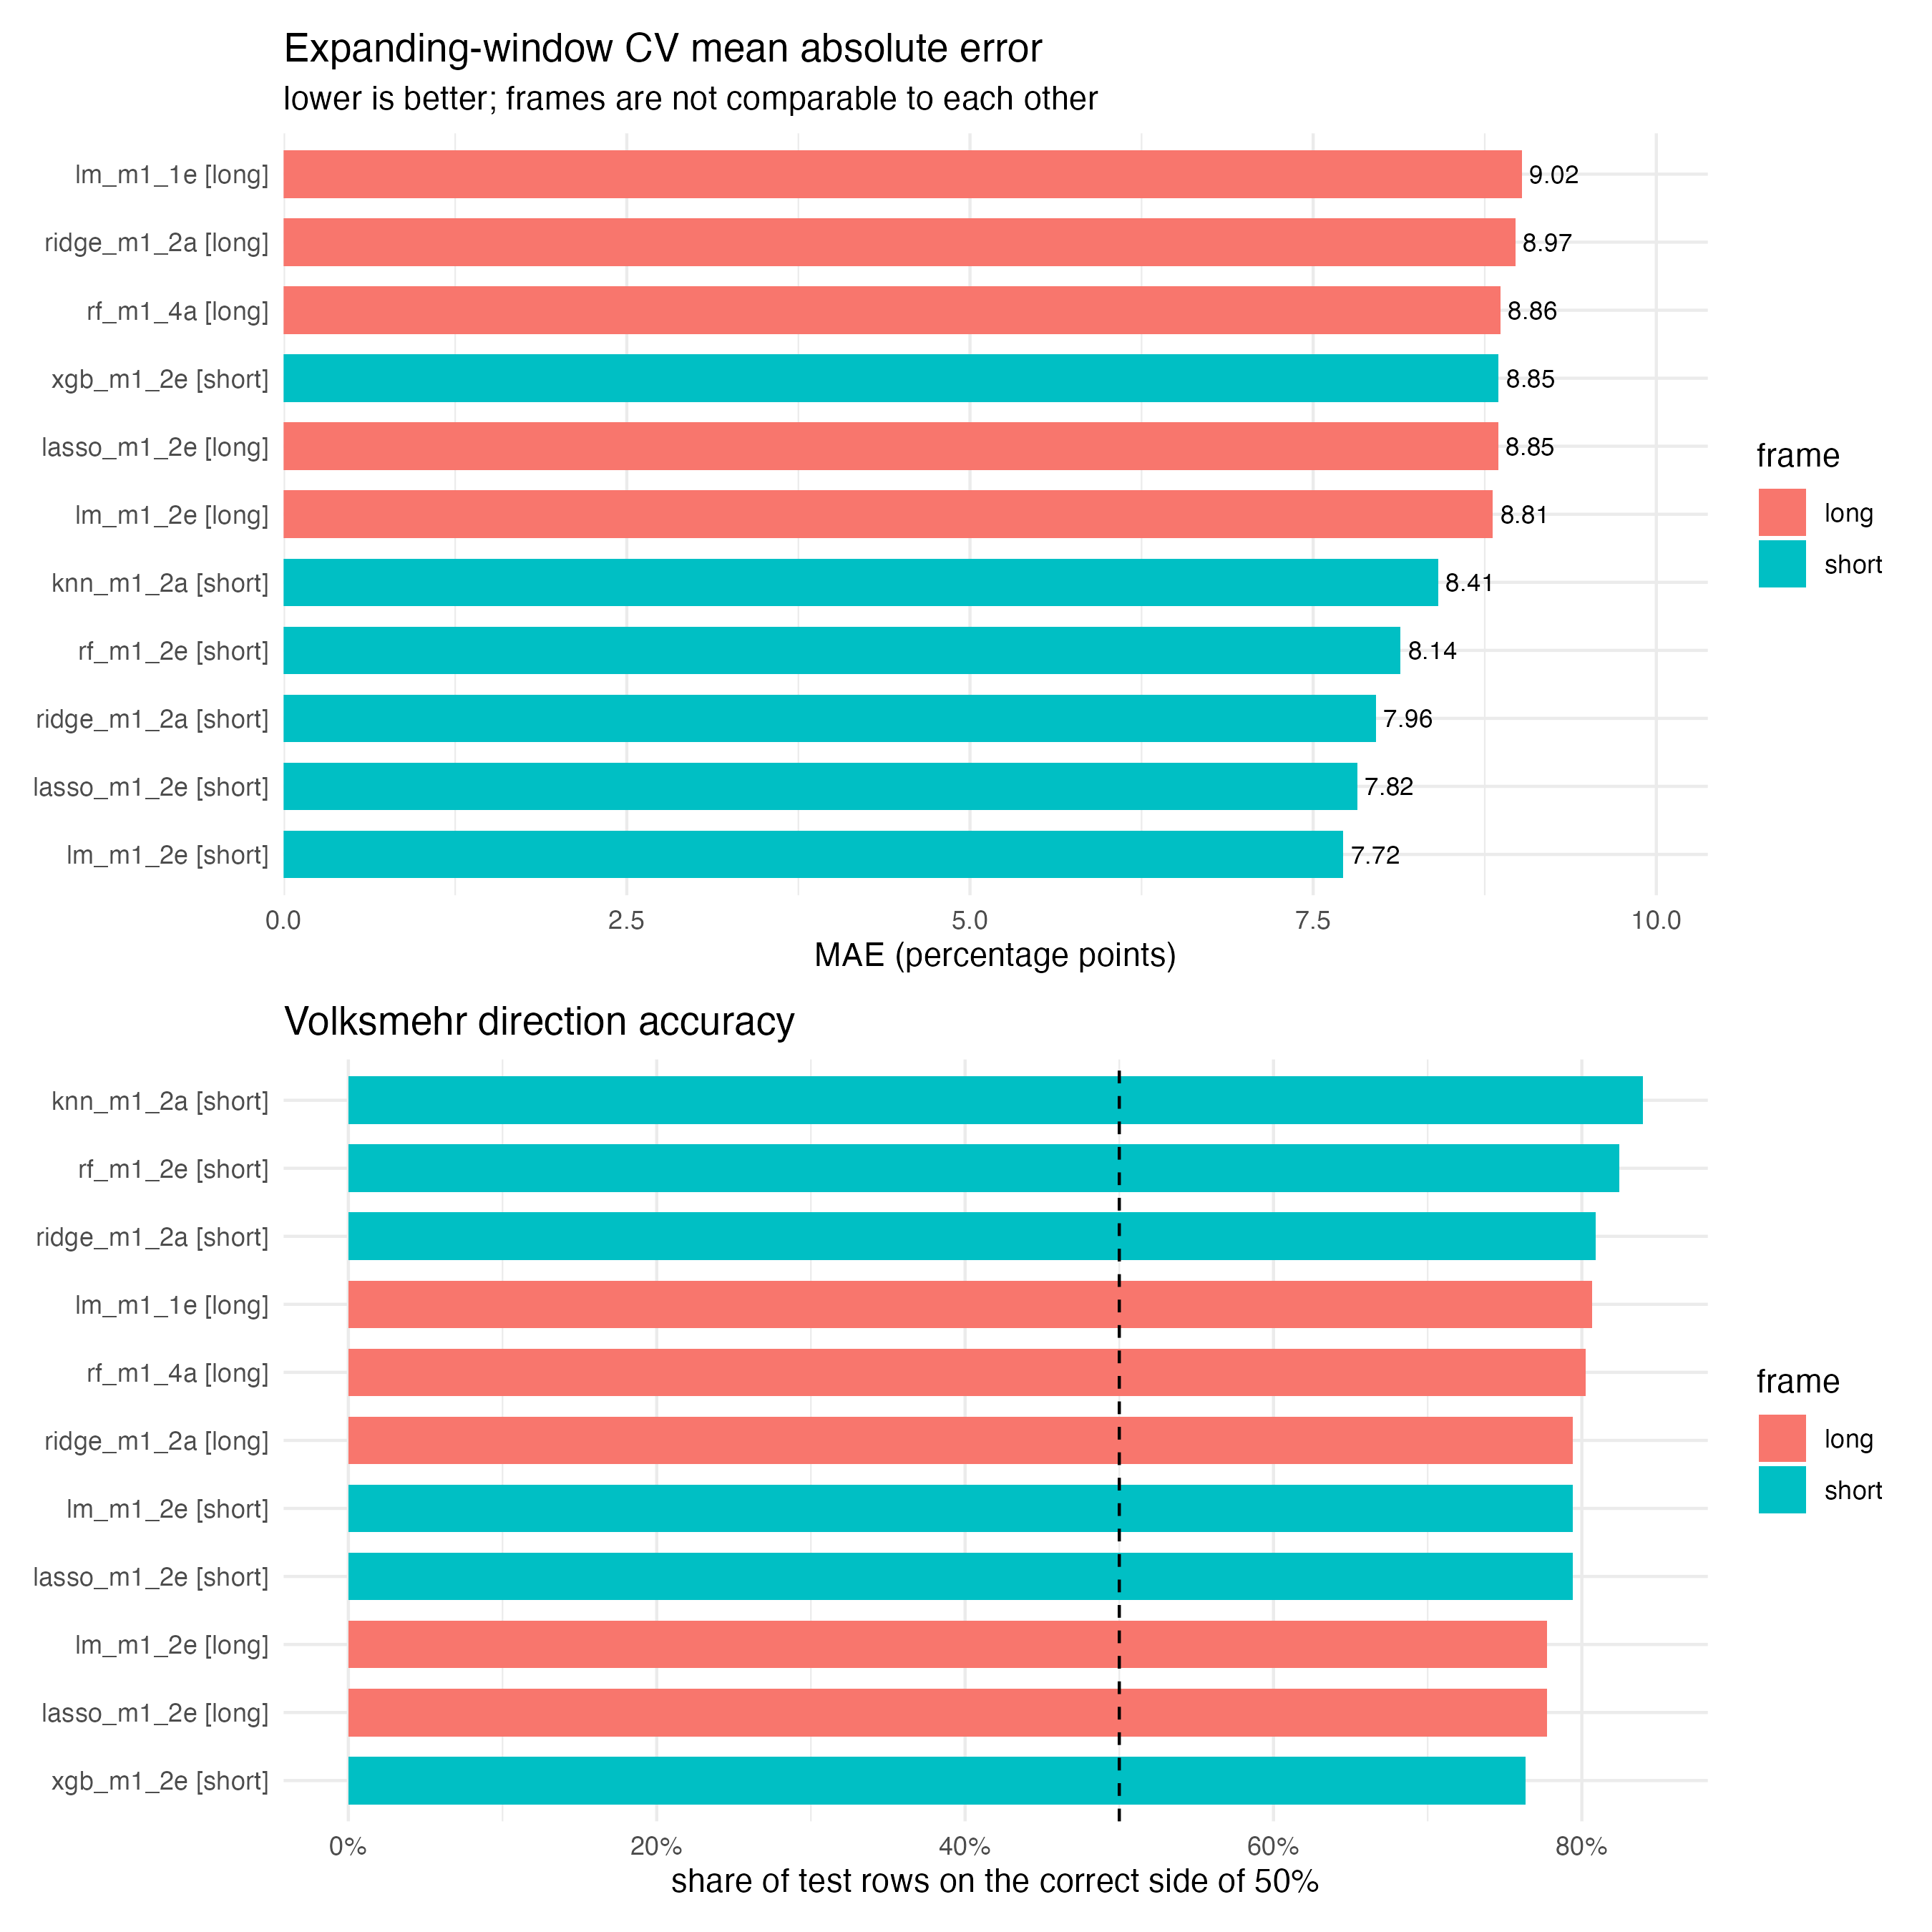 Expanding-window CV mean absolute error
lower is better; frames are not comparable to each other
lm_m1_1e [long]
9.02
ridge_m1_2a [long]
8.97
rf_m1_4a [long]
8.86
xgb_m1_2e [short]
8.85
lasso_m1_2e [long]
8.85
lm_m1_2e [long]
8.81
knn_m1_2a [short]
8.41
rf_m1_2e [short]
8.14
ridge_m1_2a [short]
7.96
lasso_m1_2e [short]
7.82
lm_m1_2e [short]
7.72
0.0 2.5 5.0 7.5 10.0
MAE (percentage points)
frame
long
short
Volksmehr direction accuracy
knn_m1_2a [short]
rf_m1_2e [short]
ridge_m1_2a [short]
lm_m1_1e [long]
rf_m1_4a [long]
ridge_m1_2a [long]
lm_m1_2e [short]
lasso_m1_2e [short]
lm_m1_2e [long]
lasso_m1_2e [long]
xgb_m1_2e [short]
0% 20% 40% 60% 80%
share of test rows on the correct side of 50%
frame
long
short